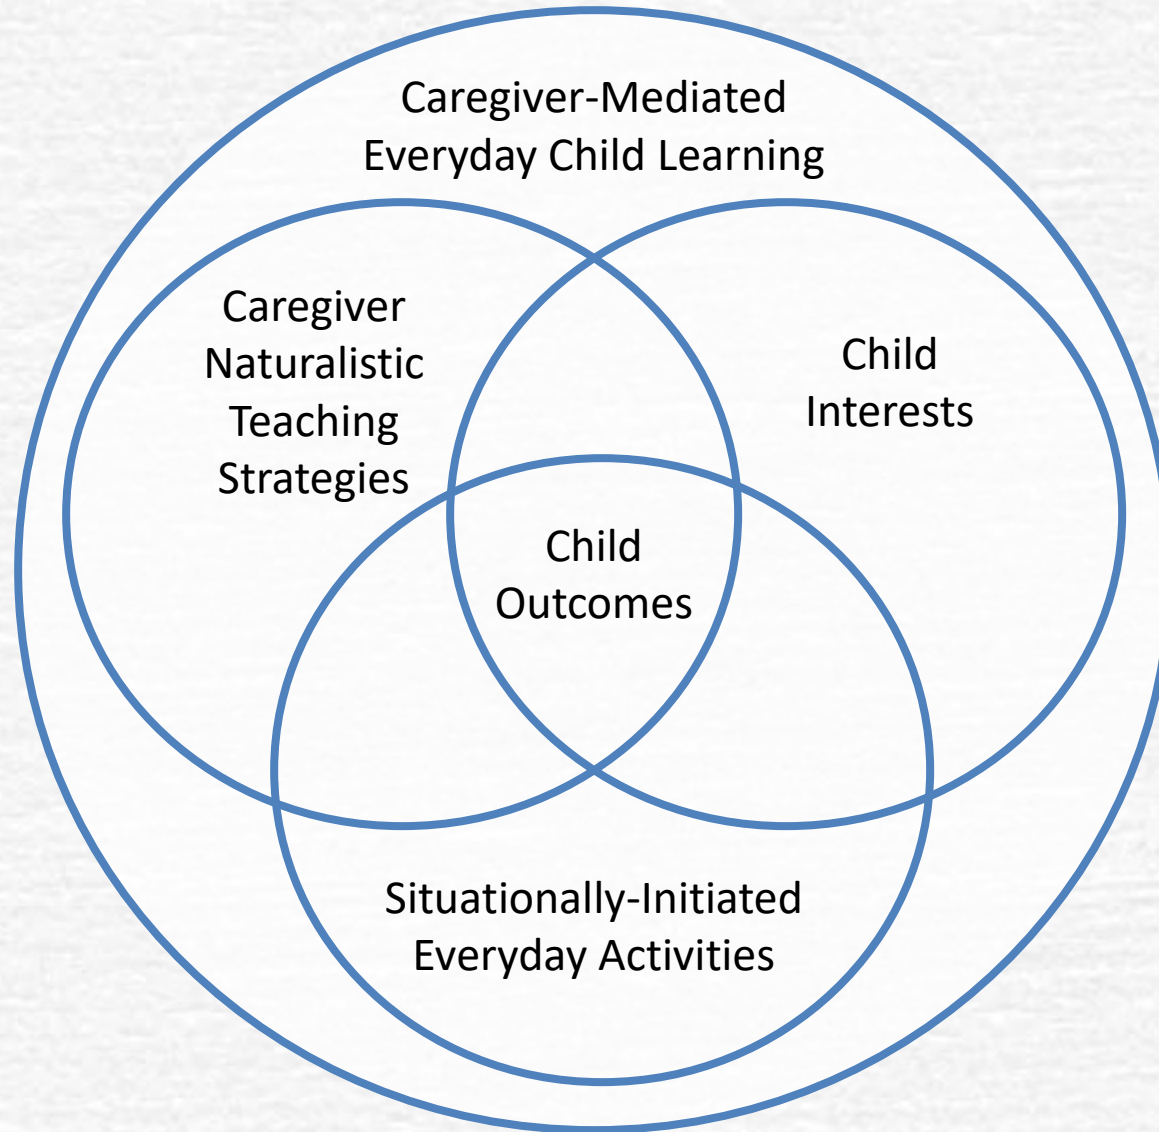 Caregiver-Mediated
Everyday Child Learning
Caregiver
Naturalistic
Teaching
Strategies
Child
Interests
Child
Outcomes
Situationally-Initiated
Everyday Activities